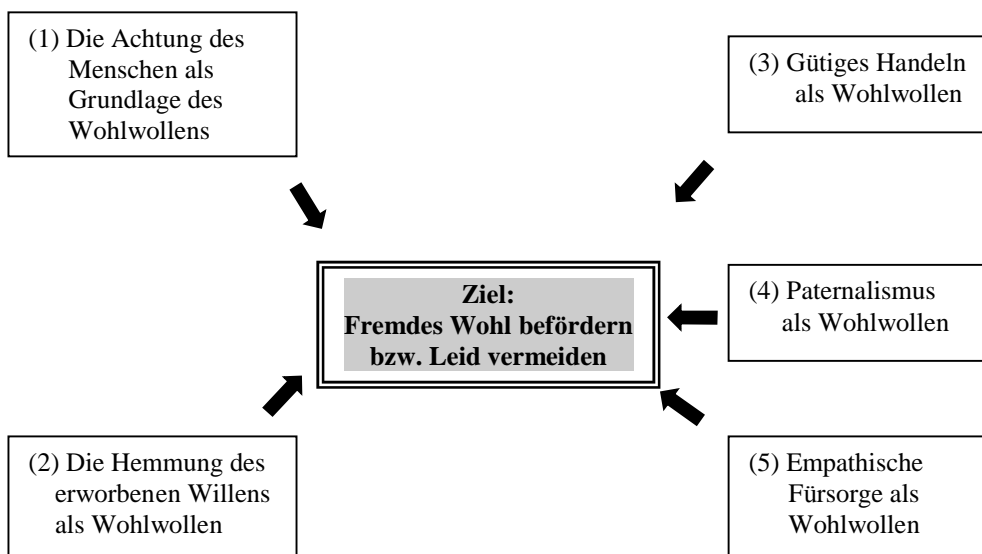 (1) Die Achtung des
Menschen als
Grundlage des
Wohlwollens
(3) Gütiges Handeln
als Wohlwollen
Ziel:
Fremdes Wohl befördern
bzw. Leid vermeiden
(4) Paternalismus
als Wohlwollen
(2) Die Hemmung des
erworbenen Willens
als Wohlwollen
(5) Empathische
Fürsorge als
Wohlwollen